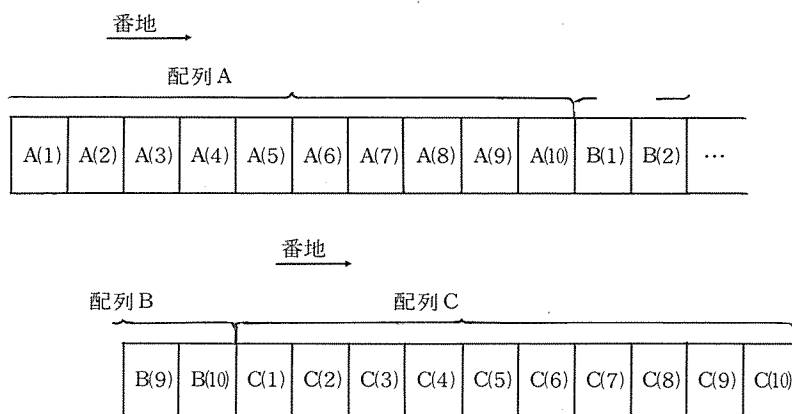 番地
配列A
A(1) A(2) A(3) A(4) A(5) A(6) A(7) A(8) A(9) A(10) B(1) B(2) …
番地
配列B 配列C
B(9) B(10) C(1) C(2) C(3) C(4) C(5) C(6) C(7) C(8) C(9) C(10)